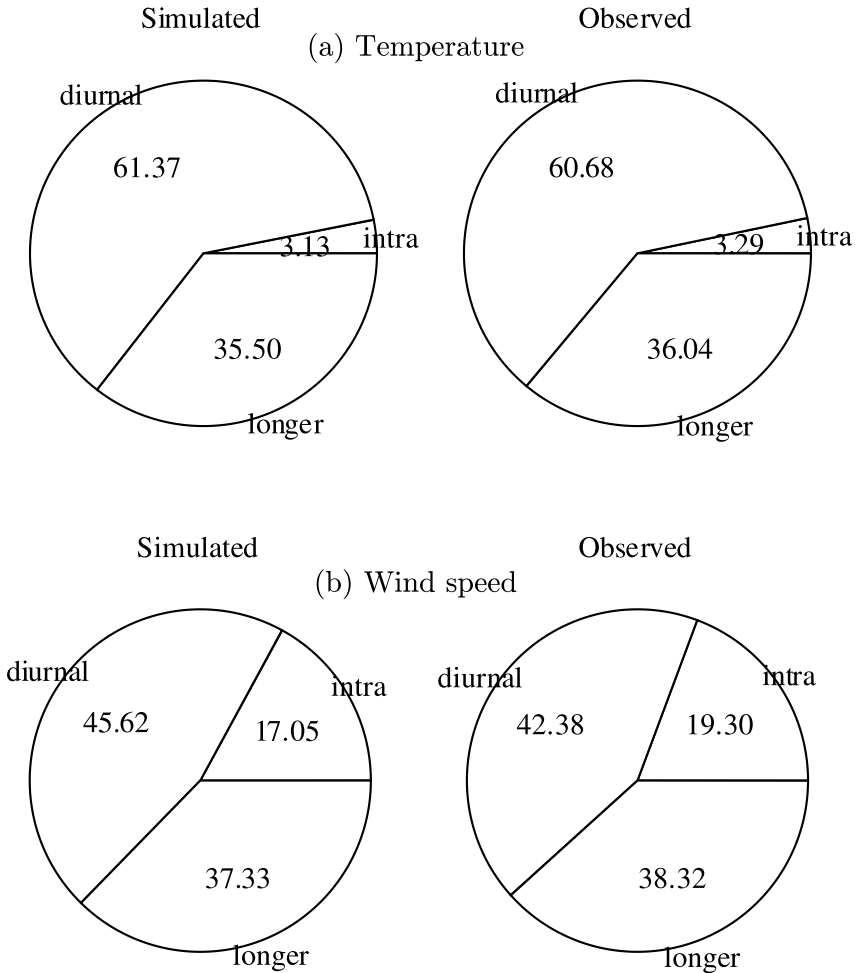 Simulated
Observed
(a) Temperature
diurnal
diurnal
61.37
60.68
3.13
intra
3.29
intra
35.50
36.04
longer
longer
Simulated
Observed
(b) Wind speed
diurnal
intra
diurnal
intra
45.62
17.05
42.38
19.30
37.33
38.32
longer
longer